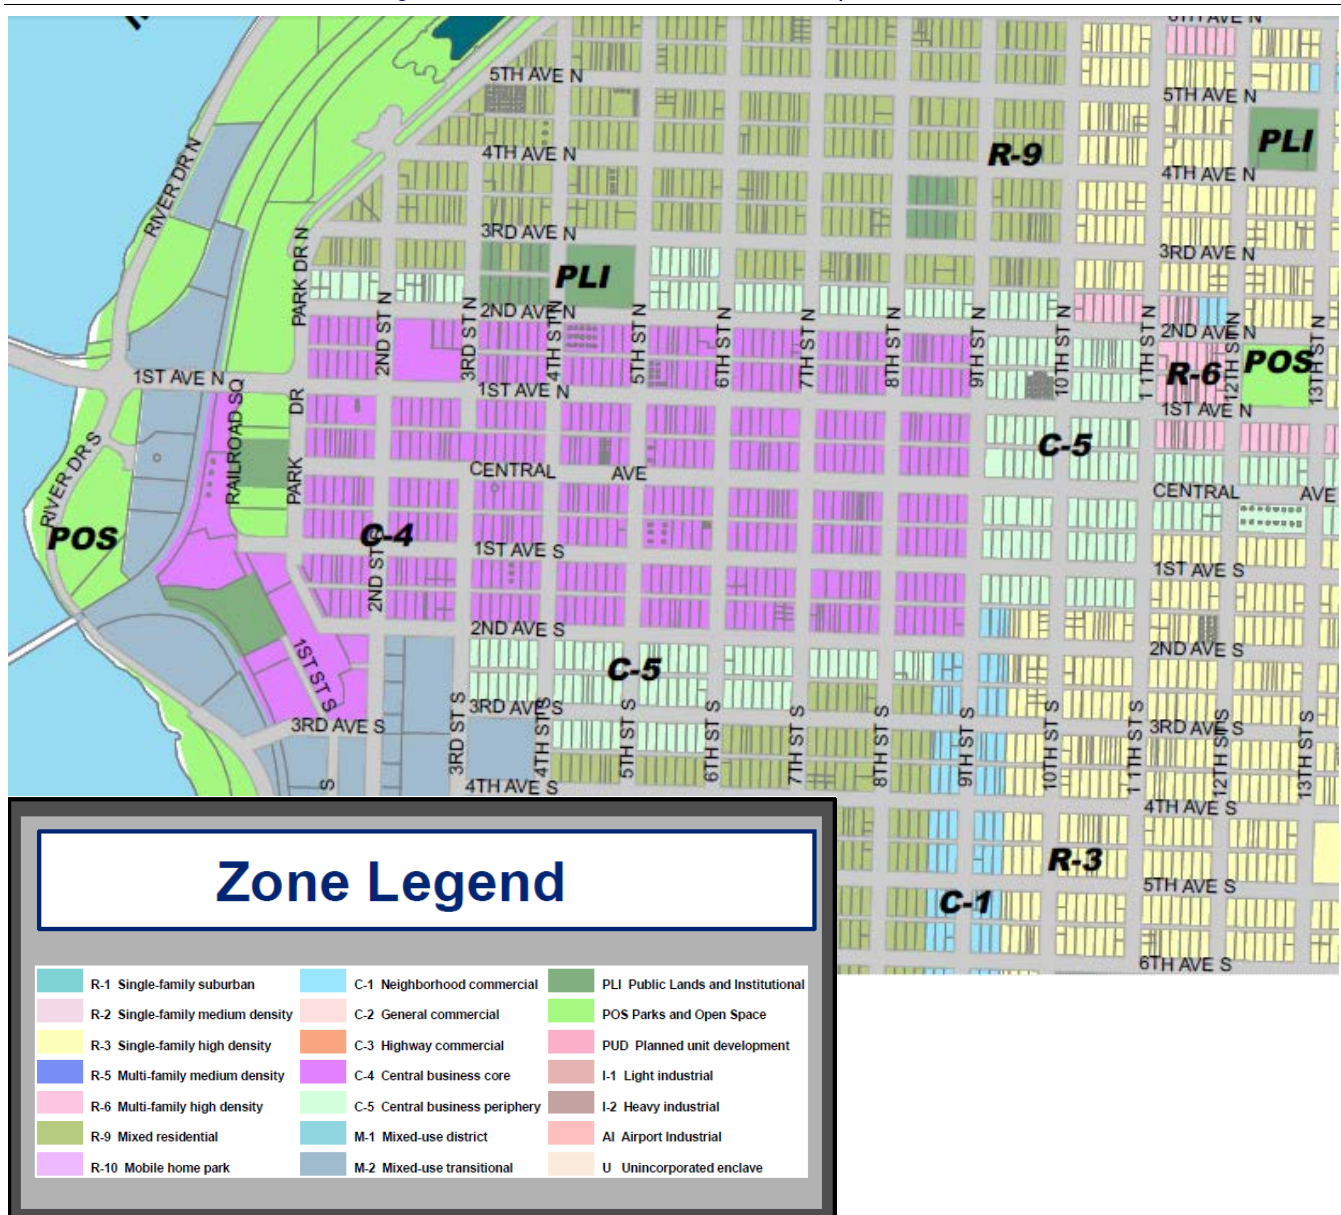 6TH AVE N
5TH AVE N
5TH AVE N
PLI
4TH AVE N
R-9
4TH AVE N
RIVER DR N
3RD AVE N
3RD AVE N
PARK DR N
PLI
2ND ST N
3RD ST N
2ND AVE N
4TH ST N
5TH ST N
6TH ST N
7TH ST N
8TH ST N
9TH ST N
10TH ST N
11TH ST N
2ND AVE N
12TH ST N
13TH ST N
POS
R-6
1ST AVE N
1ST AVE N
1ST AVE N
RAILROAD SQ
PARK DR
RIVER DR S
C-5
CENTRAL AVE
CENTRAL AVE
POS
C-4
1ST AVE S
1ST AVE S
2ND ST S
2ND AVE S
2ND AVE S
1ST ST S
C-5
3RD AVE S
3RD AVE S
3RD AVE S
3RD ST S
4TH ST S
5TH ST S
6TH ST S
7TH ST S
8TH ST S
9TH ST S
10TH ST S
11TH ST S
12TH ST S
13TH ST S
S
4TH AVE S
4TH AVE S
R-3
5TH AVE S
C-1
6TH AVE S
Zone Legend
R-1 Single-family suburban
R-2 Single-family medium density
R-3 Single-family high density
R-5 Multi-family medium density
R-6 Multi-family high density
R-9 Mixed residential
R-10 Mobile home park
C-1 Neighborhood commercial
C-2 General commercial
C-3 Highway commercial
C-4 Central business core
C-5 Central business periphery
M-1 Mixed-use district
M-2 Mixed-use transitional
PLI Public Lands and Institutional
POS Parks and Open Space
PUD Planned unit development
I-1 Light industrial
I-2 Heavy industrial
AI Airport Industrial
U Unincorporated enclave